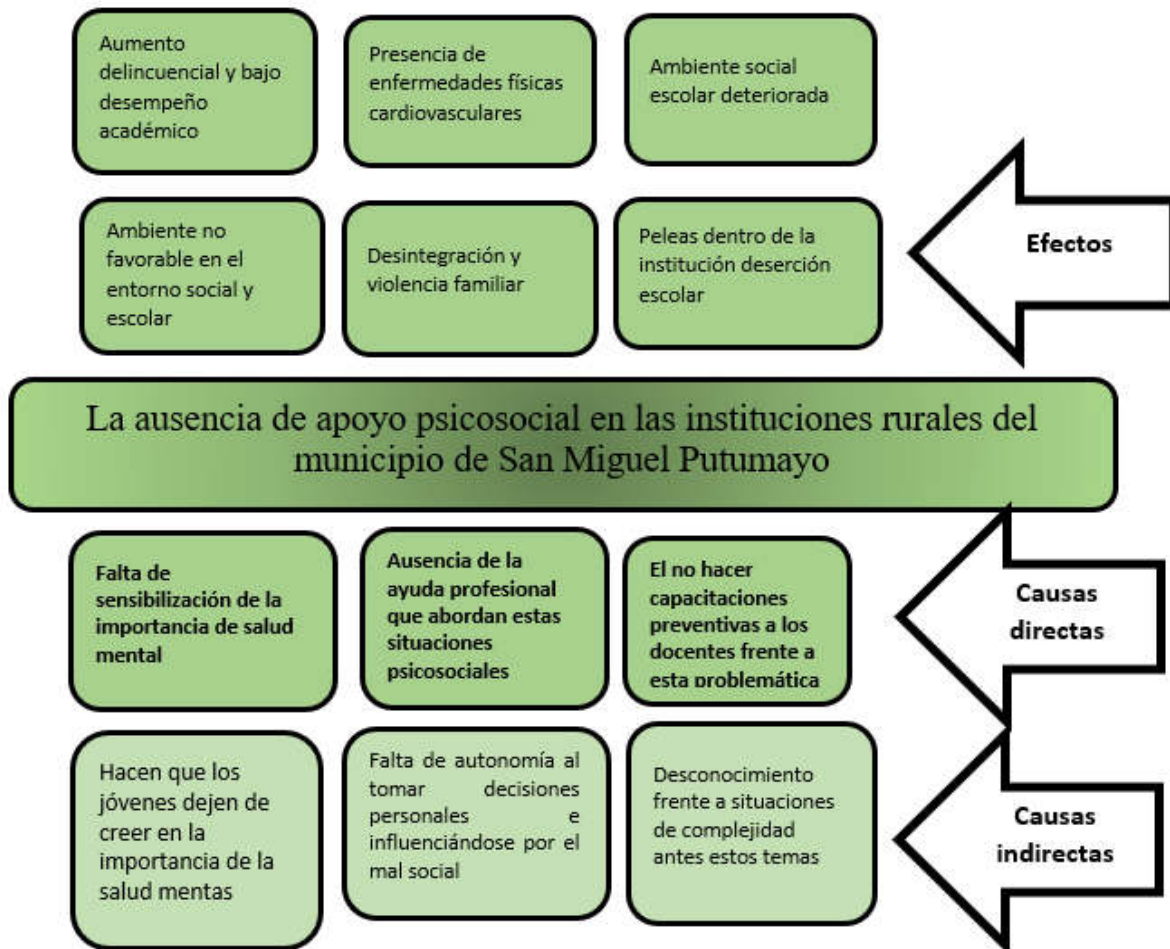 Aumento
delincuencial y bajo
desempeño
académico
Presencia de
enfermedades físicas
cardiovasculares
Ambiente social
escolar deteriorada
Ambiente no
favorable en el
entorno social y
escolar
Desintegración y
violencia familiar
Peleas dentro de la
institución deserción
escolar
Efectos
La ausencia de apoyo psicosocial en las instituciones rurales del
municipio de San Miguel Putumayo
Falta de
sensibilización de la
importancia de salud
mental
Ausencia de la
ayuda profesional
que abordan estas
situaciones
psicosociales
El no hacer
capacitaciones
preventivas a los
docentes frente a
esta problemática
Causas
directas
Hacen que los
jóvenes dejen de
creer en la
importancia de la
salud mentas
Falta de autonomía al
tomar decisiones
personales e
influenciándose por el
mal social
Desconocimiento
frente a situaciones
de complejidad
antes estos temas
Causas
indirectas